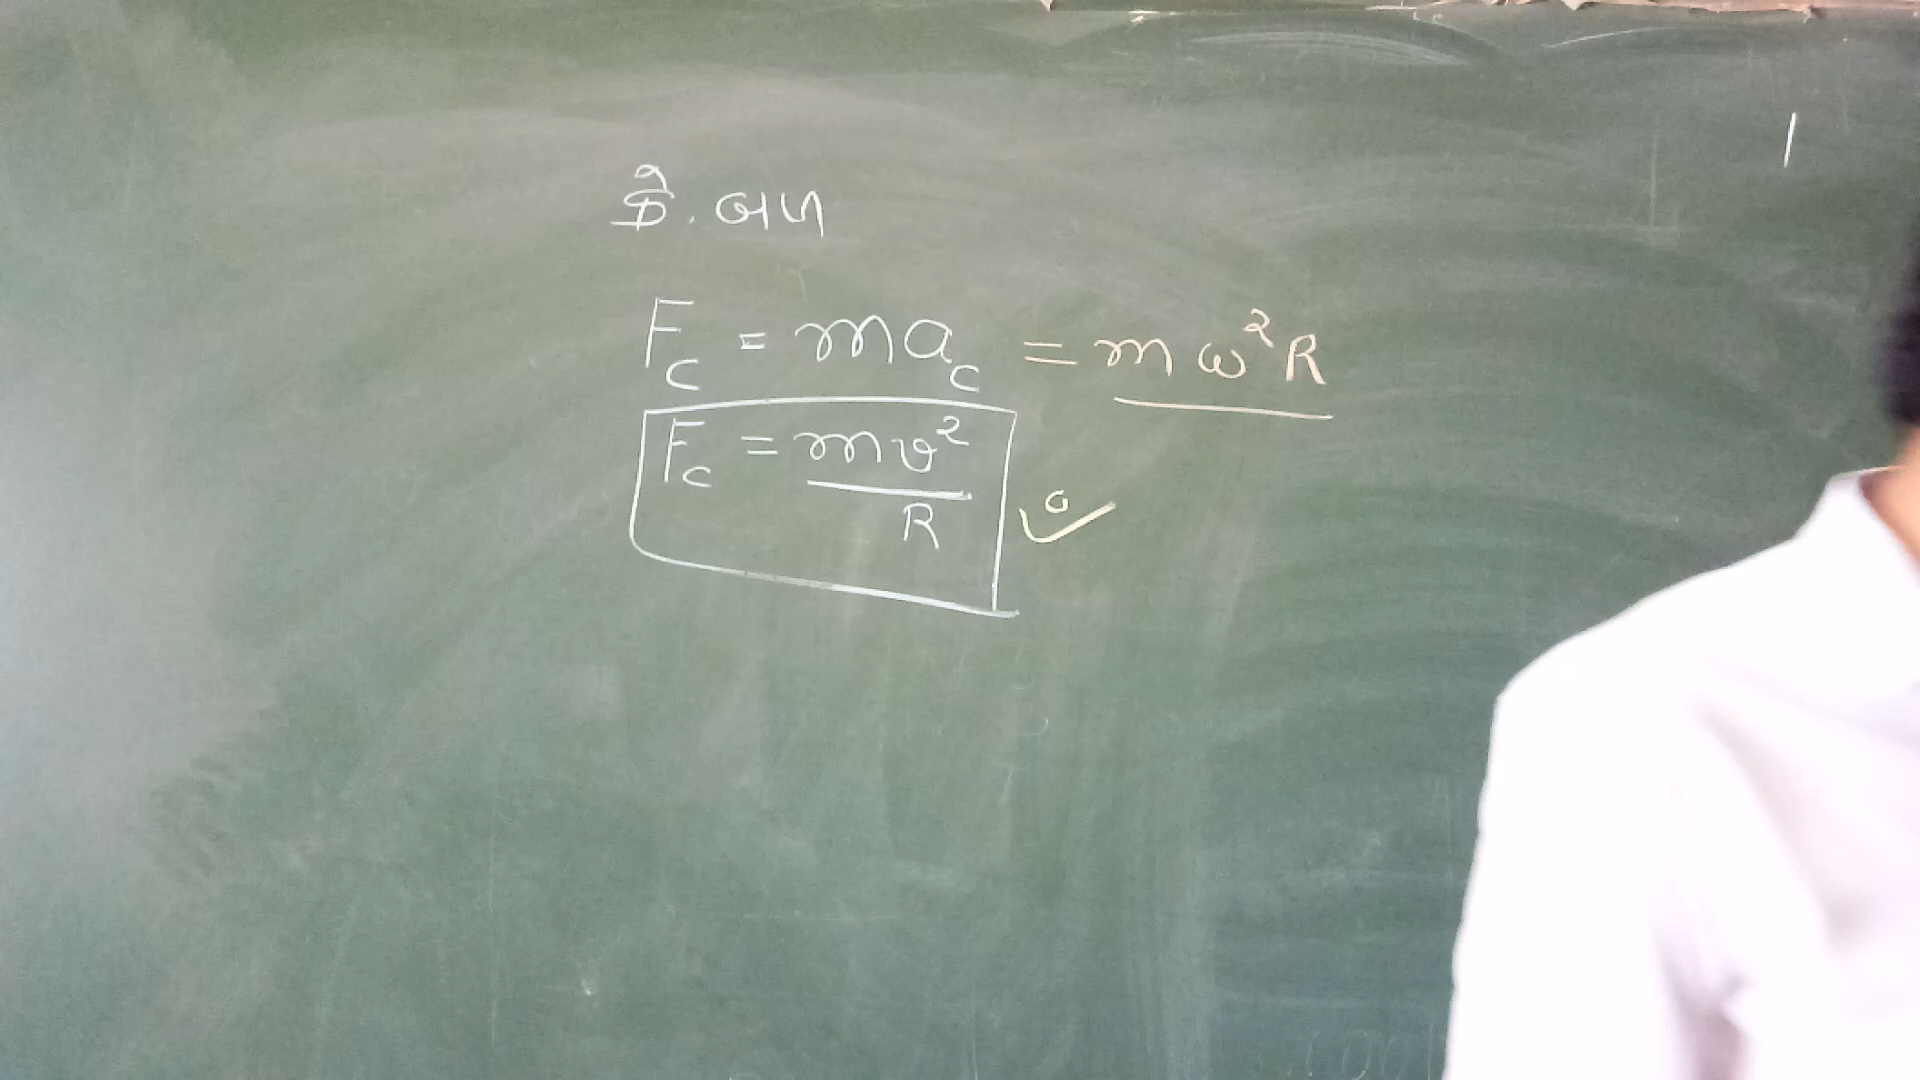 કે. બળ
F_c = ma_c = mω²R
F_c = mv²/R